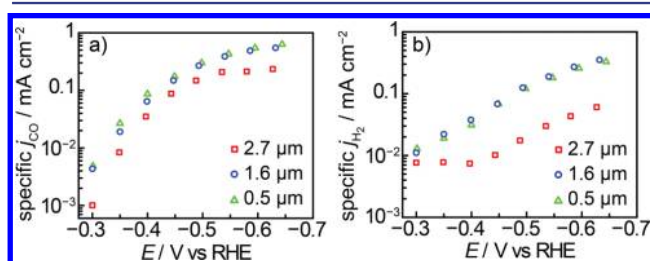 a)
specific j_CO / mA cm⁻²
1
0.1
10⁻²
10⁻³
2.7 μm
1.6 μm
0.5 μm
−0.3 −0.4 −0.5 −0.6 −0.7
E / V vs RHE
b)
specific j_H₂ / mA cm⁻²
1
0.1
10⁻²
10⁻³
2.7 μm
1.6 μm
0.5 μm
−0.3 −0.4 −0.5 −0.6 −0.7
E / V vs RHE